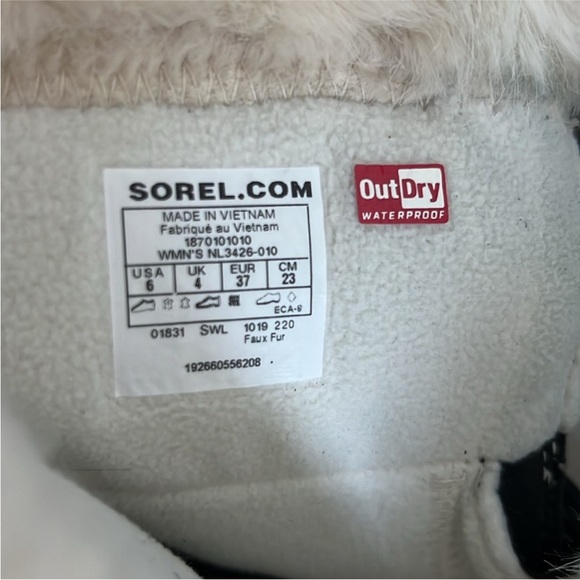 SOREL.COM
MADE IN VIETNAM
Fabriqué au Vietnam
1870101010
WMN'S NL3426-010
USA UK EUR CM
6 4 37 23
ECA-9
01831 SWL 1019 220
Faux Fur
192660556208
OutDry
WATERPROOF